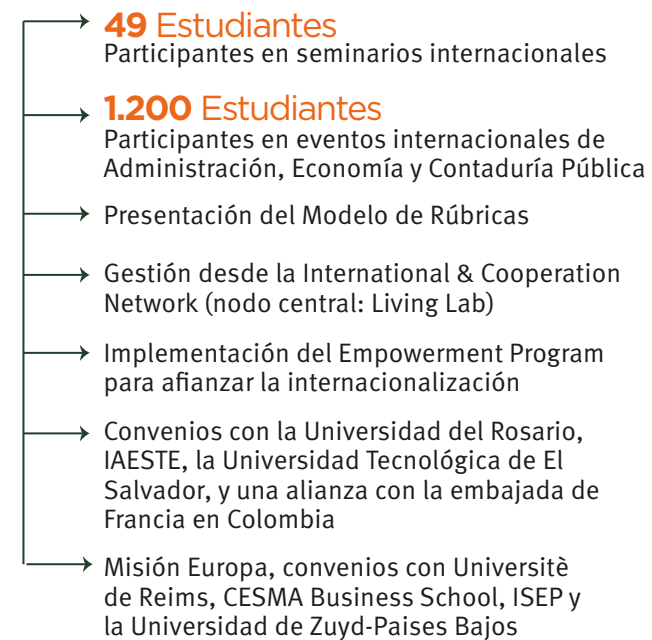 49 Estudiantes
Participantes en seminarios internacionales
1.200 Estudiantes
Participantes en eventos internacionales de
Administración, Economía y Contaduría Pública
Presentación del Modelo de Rúbricas
Gestión desde la International & Cooperation
Network (nodo central: Living Lab)
Implementación del Empowerment Program
para afianzar la internacionalización
Convenios con la Universidad del Rosario,
IAESTE, la Universidad Tecnológica de El
Salvador, y una alianza con la embajada de
Francia en Colombia
Misión Europa, convenios con Universitè
de Reims, CESMA Business School, ISEP y
la Universidad de Zuyd-Paises Bajos